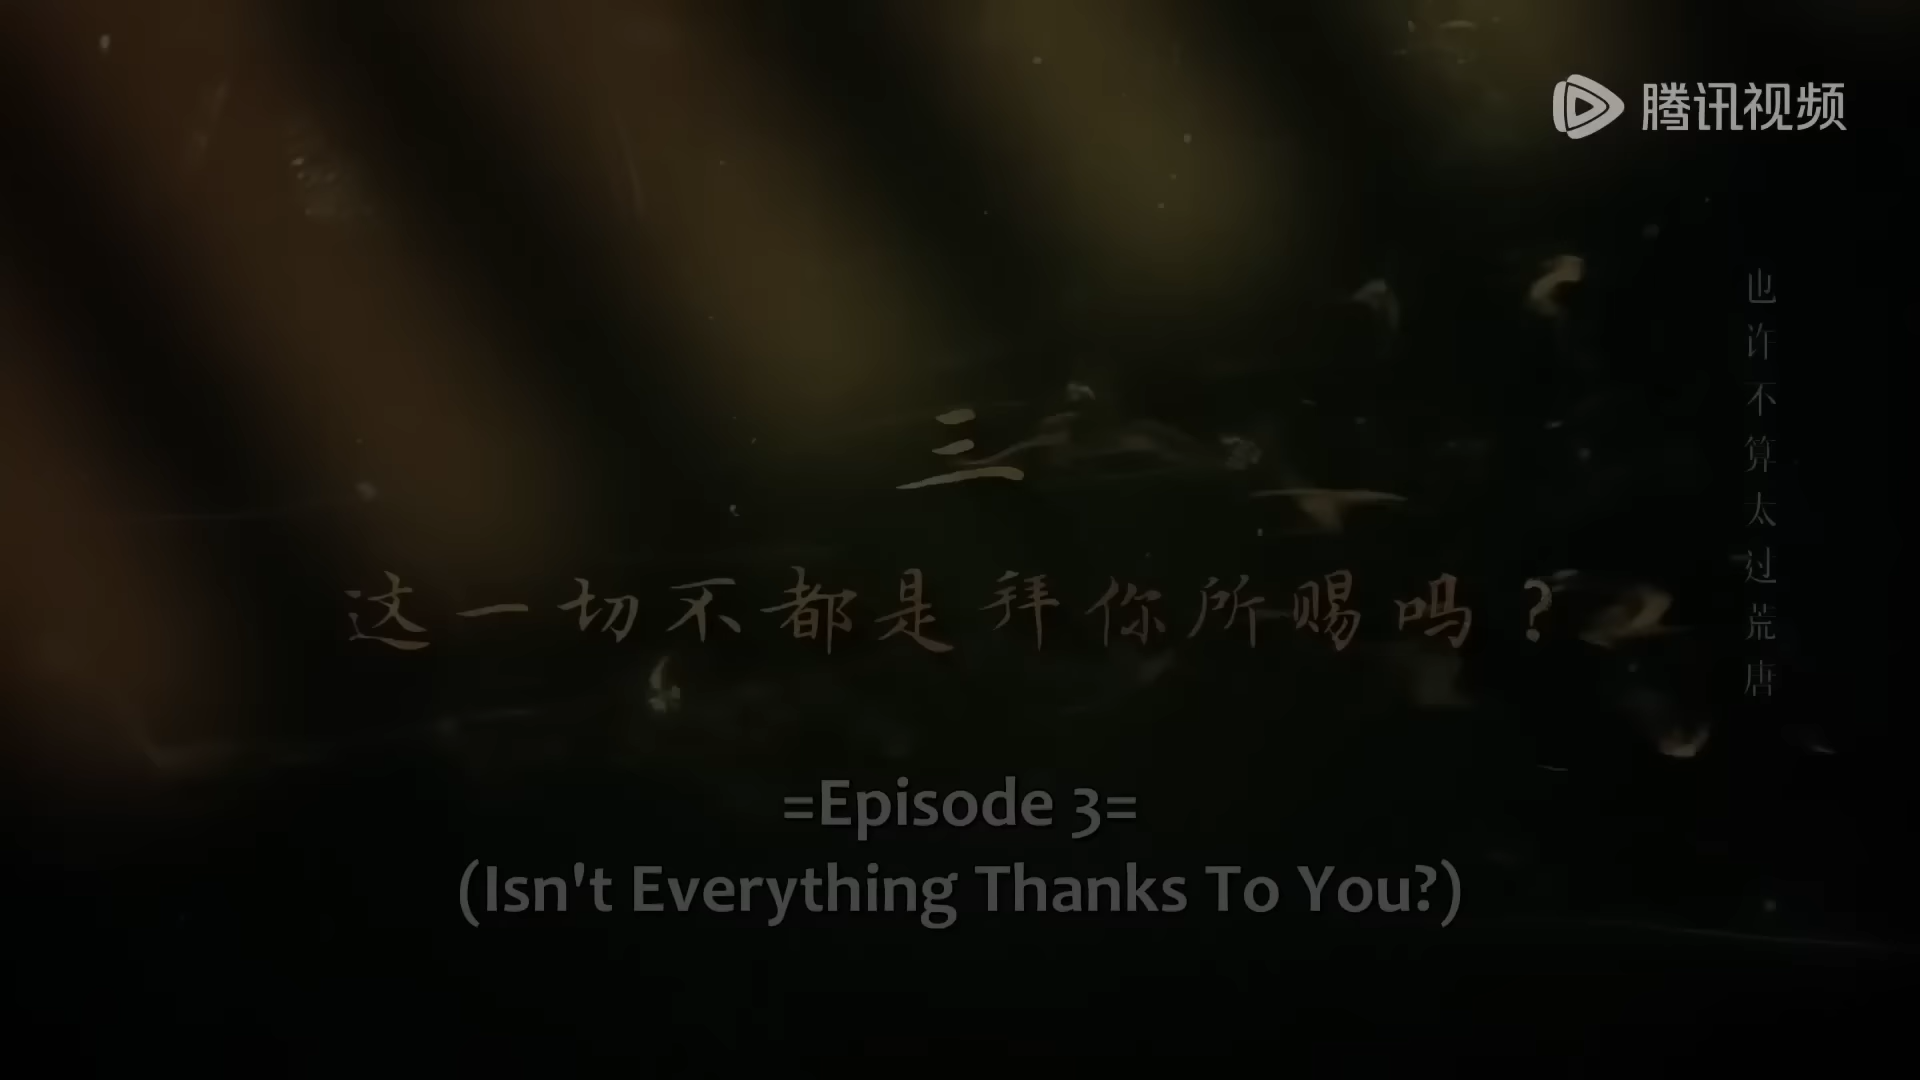 腾讯视频
也许不算太过荒唐
三
这一切不都是拜你所赐吗？
=Episode 3=
(Isn't Everything Thanks To You?)